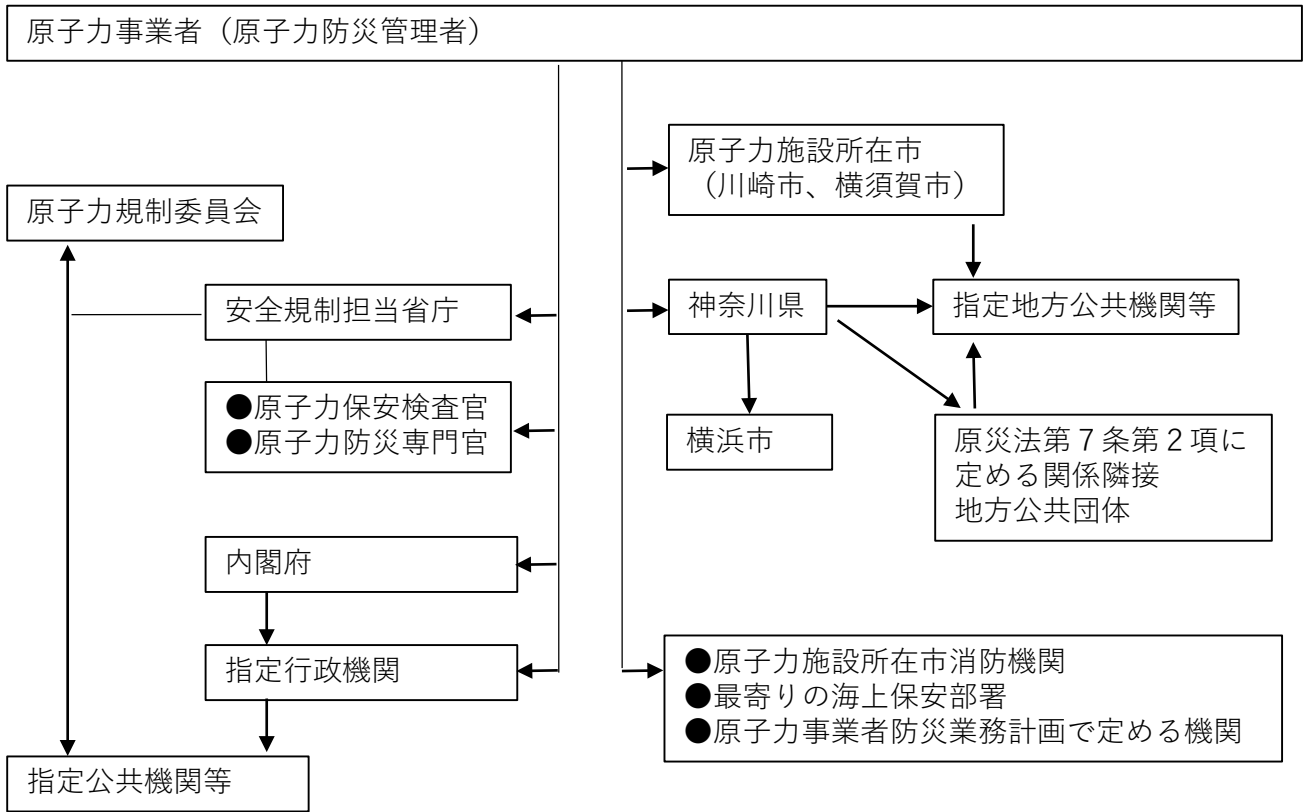 原子力事業者（原子力防災管理者）
原子力施設所在市
（川崎市、横須賀市）
原子力規制委員会
安全規制担当省庁
神奈川県
指定地方公共機関等
●原子力保安検査官
●原子力防災専門官
横浜市
原災法第７条第２項に
定める関係隣接
地方公共団体
内閣府
指定行政機関
●原子力施設所在市消防機関
●最寄りの海上保安部署
●原子力事業者防災業務計画で定める機関
指定公共機関等